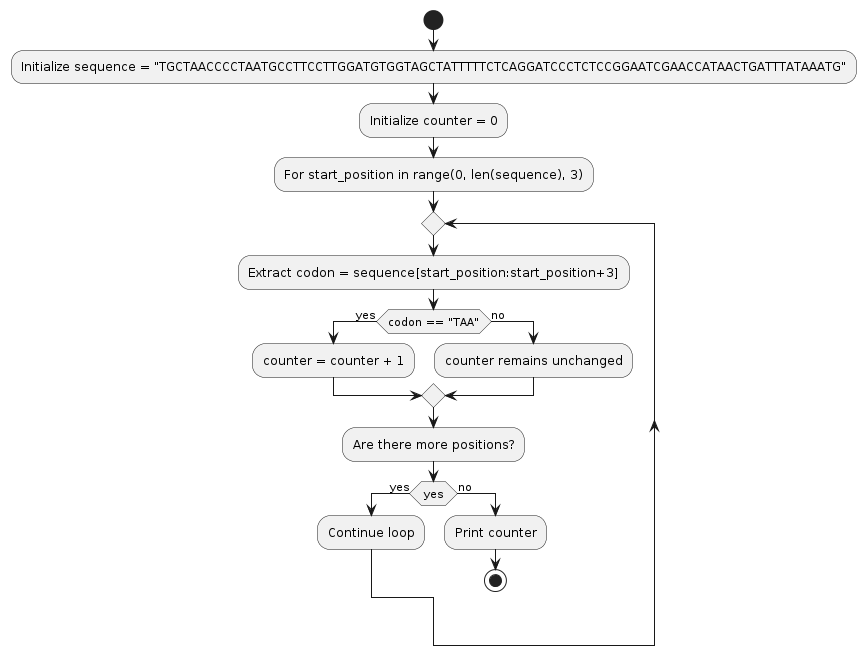 Initialize sequence = "TGCTAACCCCTAATGCCTTCCTTGGATGTGGTAGCTATTTTTCTCAGGATCCCTCTCCGGAATCGAACCATAACTGATTTATAAATG"
Initialize counter = 0
For start_position in range(0, len(sequence), 3)
Extract codon = sequence[start_position:start_position+3]
yes codon == "TAA" no
counter = counter + 1 counter remains unchanged
Are there more positions?
yes yes no
Continue loop Print counter